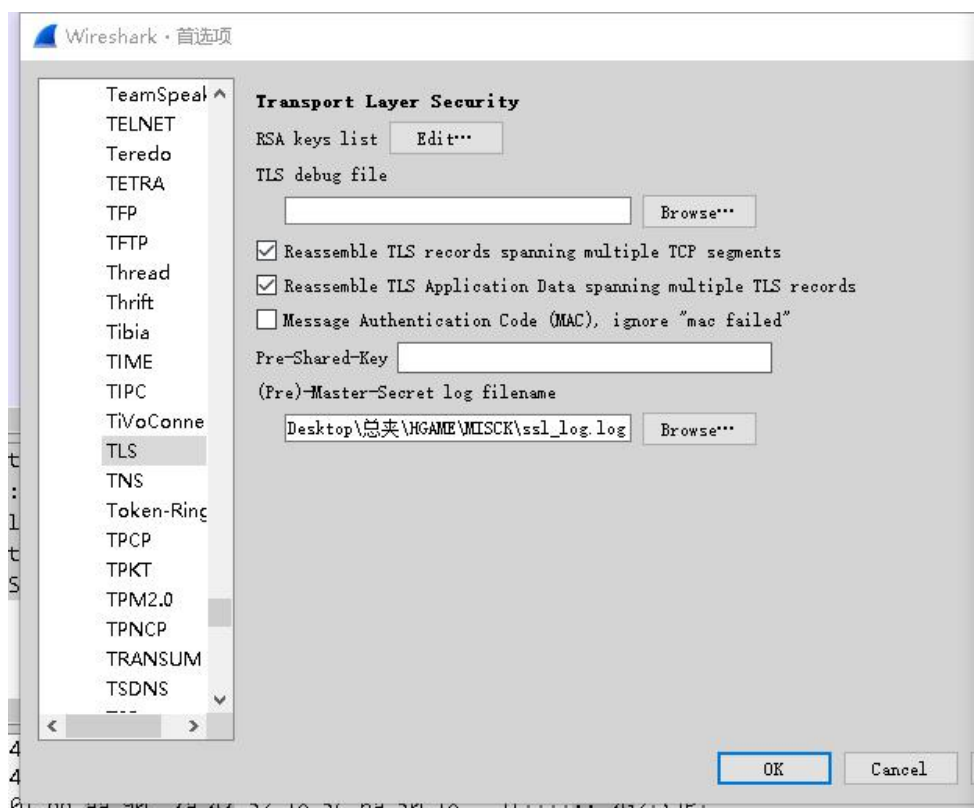 Wireshark · 首选项
TeamSpeak
TELNET
Teredo
TETRA
TFP
TFTP
Thread
Thrift
Tibia
TIME
TIPC
TiVoConne
TLS
TNS
Token-Ring
TPCP
TPKT
TPM2.0
TPNCP
TRANSUM
TSDNS
Transport Layer Security
RSA keys list Edit…
TLS debug file
Browse…
Reassemble TLS records spanning multiple TCP segments
Reassemble TLS Application Data spanning multiple TLS records
Message Authentication Code (MAC), ignore "mac failed"
Pre-Shared-Key
(Pre)-Master-Secret log filename
Desktop\总夹\HGAME\MISCK\ssl_log.log Browse…
OK Cancel